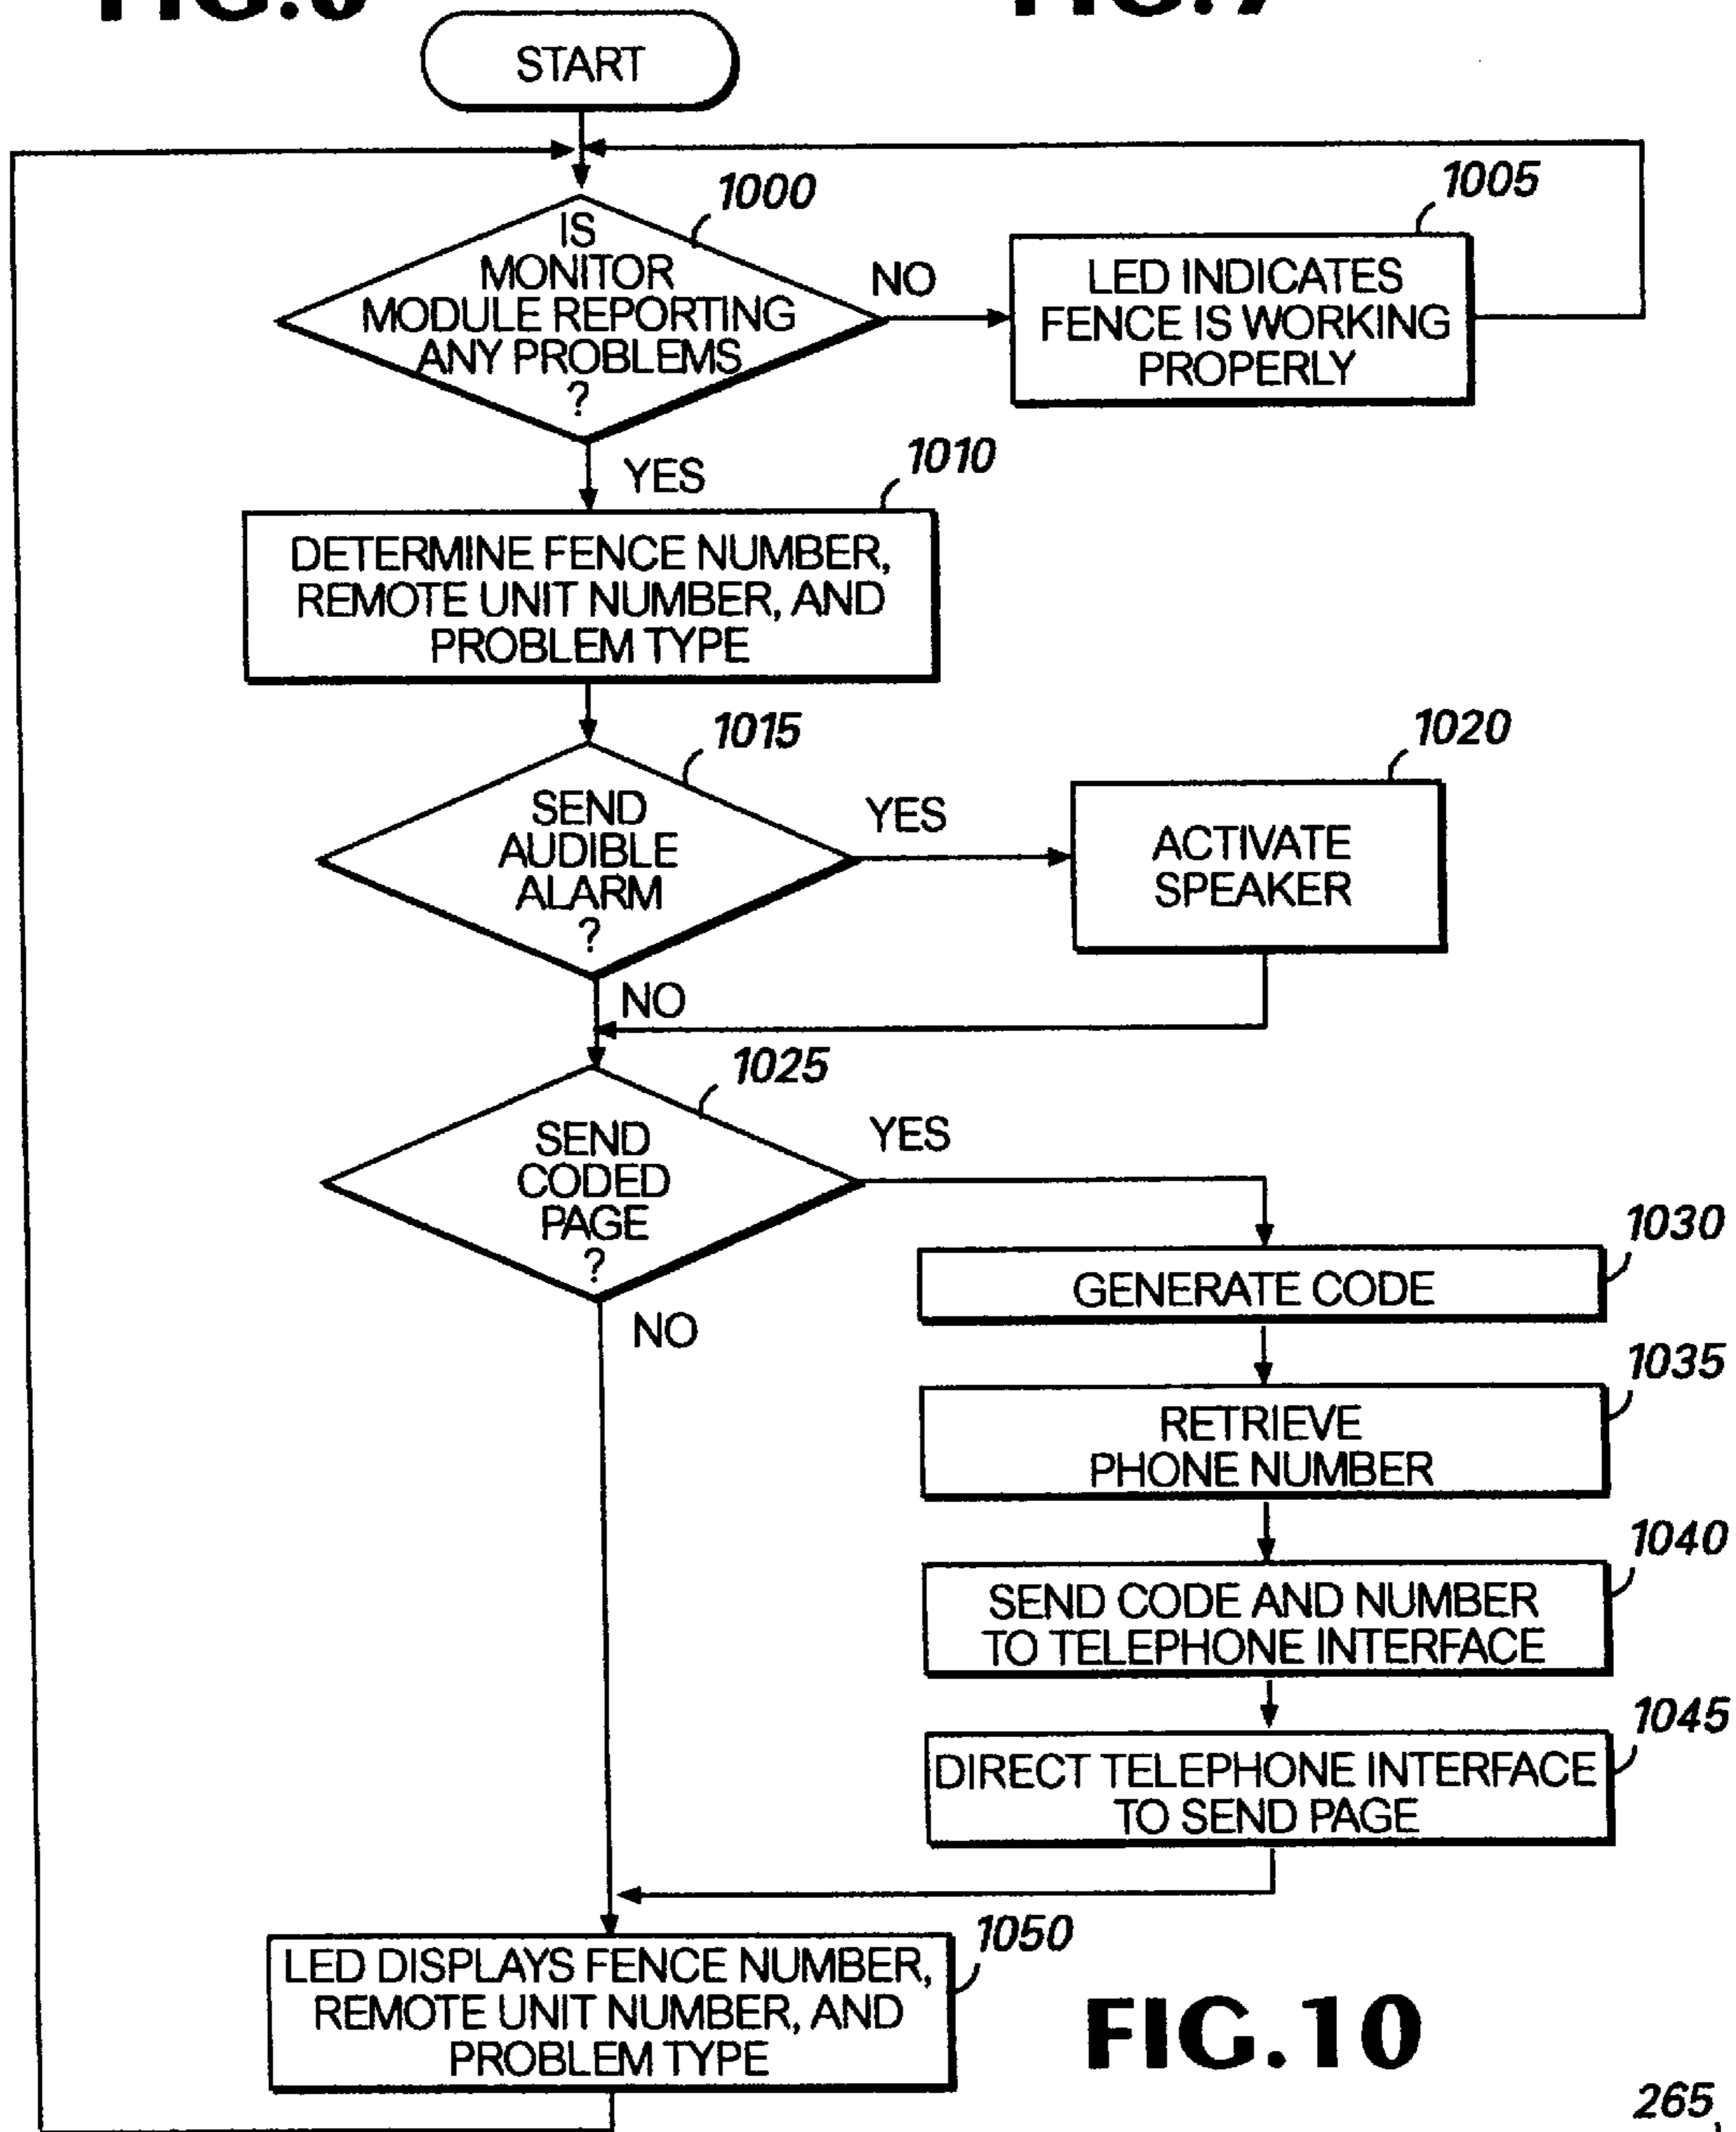 START
1000
1005
IS
MONITOR
MODULE REPORTING
ANY PROBLEMS
?
NO
LED INDICATES
FENCE IS WORKING
PROPERLY
YES
1010
DETERMINE FENCE NUMBER,
REMOTE UNIT NUMBER, AND
PROBLEM TYPE
1015
SEND
AUDIBLE
ALARM
?
YES
1020
ACTIVATE
SPEAKER
NO
1025
SEND
CODED
PAGE
?
YES
NO
1030
GENERATE CODE
1035
RETRIEVE
PHONE NUMBER
1040
SEND CODE AND NUMBER
TO TELEPHONE INTERFACE
1045
DIRECT TELEPHONE INTERFACE
TO SEND PAGE
1050
LED DISPLAYS FENCE NUMBER,
REMOTE UNIT NUMBER, AND
PROBLEM TYPE
FIG.10
265